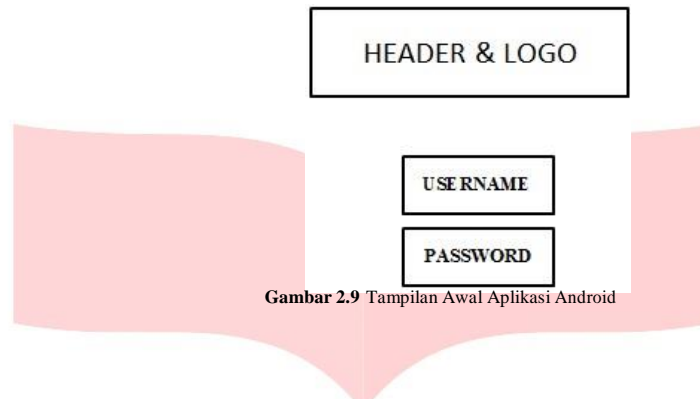 HEADER & LOGO
USERNAME
PASSWORD
Gambar 2.9 Tampilan Awal Aplikasi Android